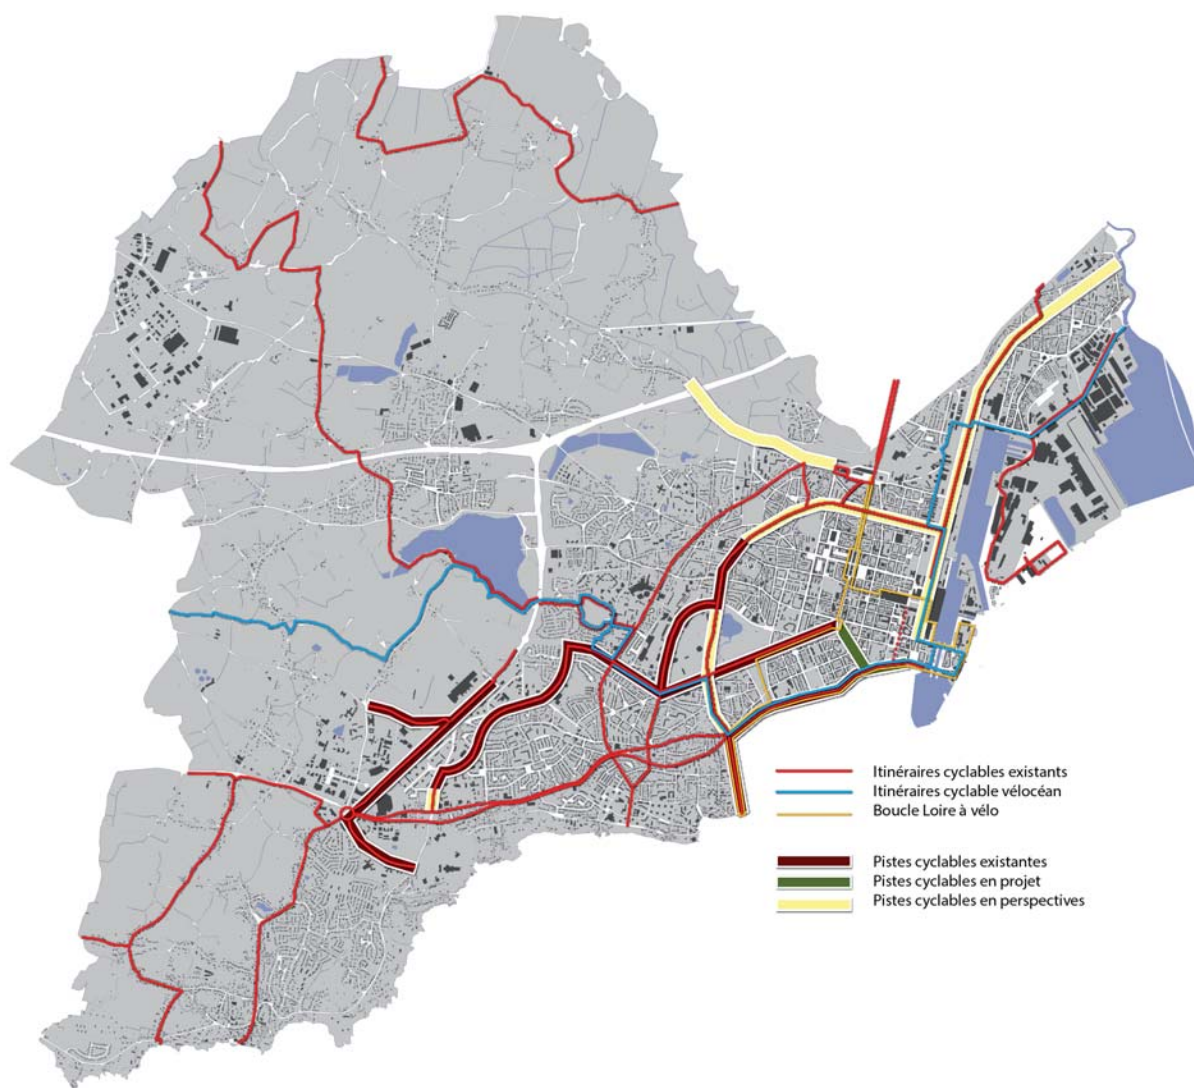 Itinéraires cyclables existants
Itinéraires cyclable vélocéan
Boucle Loire à vélo
Pistes cyclables existantes
Pistes cyclables en projet
Pistes cyclables en perspectives